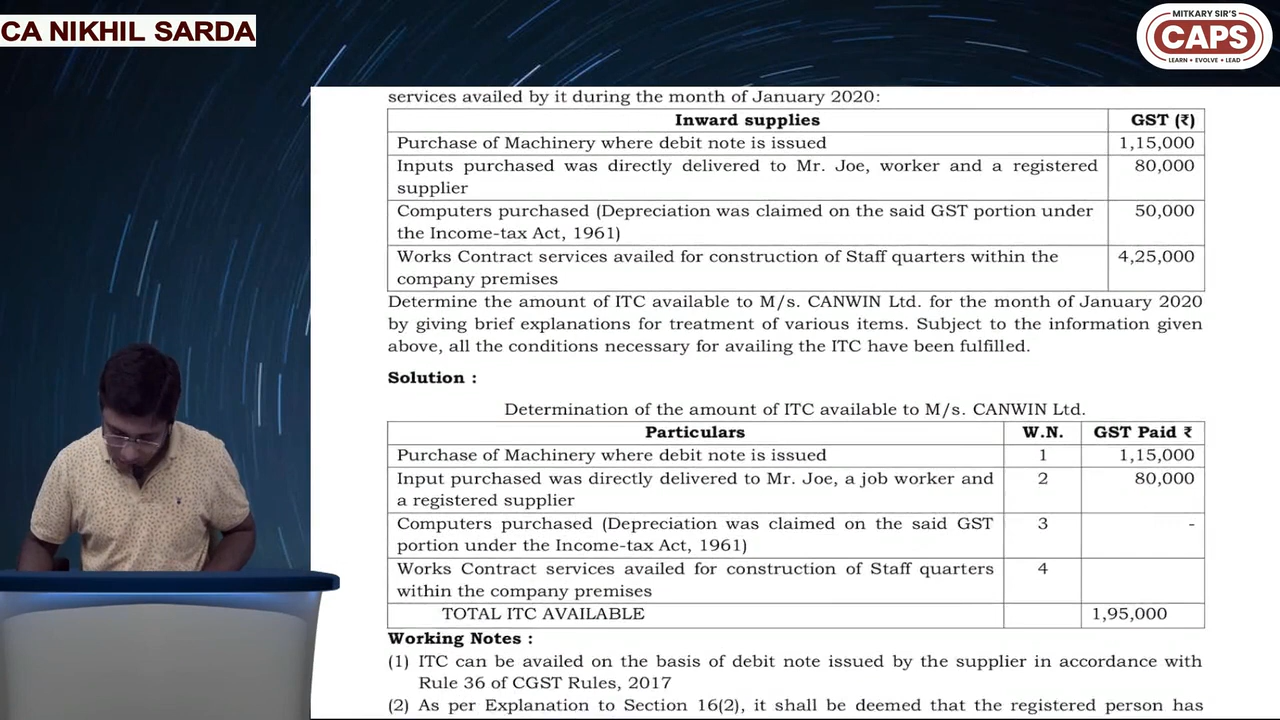 CA NIKHIL SARDA
MITKARY SIR'S
CAPS
LEARN • EVOLVE • LEAD
services availed by it during the month of January 2020:
Inward supplies GST (₹)
Purchase of Machinery where debit note is issued 1,15,000
Inputs purchased was directly delivered to Mr. Joe, worker and a registered 80,000
supplier
Computers purchased (Depreciation was claimed on the said GST portion under 50,000
the Income-tax Act, 1961)
Works Contract services availed for construction of Staff quarters within the 4,25,000
company premises
Determine the amount of ITC available to M/s. CANWIN Ltd. for the month of January 2020
by giving brief explanations for treatment of various items. Subject to the information given
above, all the conditions necessary for availing the ITC have been fulfilled.
Solution :
Determination of the amount of ITC available to M/s. CANWIN Ltd.
Particulars W.N. GST Paid ₹
Purchase of Machinery where debit note is issued 1 1,15,000
Input purchased was directly delivered to Mr. Joe, a job worker and 2 80,000
a registered supplier
Computers purchased (Depreciation was claimed on the said GST 3 -
portion under the Income-tax Act, 1961)
Works Contract services availed for construction of Staff quarters 4
within the company premises
TOTAL ITC AVAILABLE 1,95,000
Working Notes :
(1) ITC can be availed on the basis of debit note issued by the supplier in accordance with
Rule 36 of CGST Rules, 2017
(2) As per Explanation to Section 16(2), it shall be deemed that the registered person has